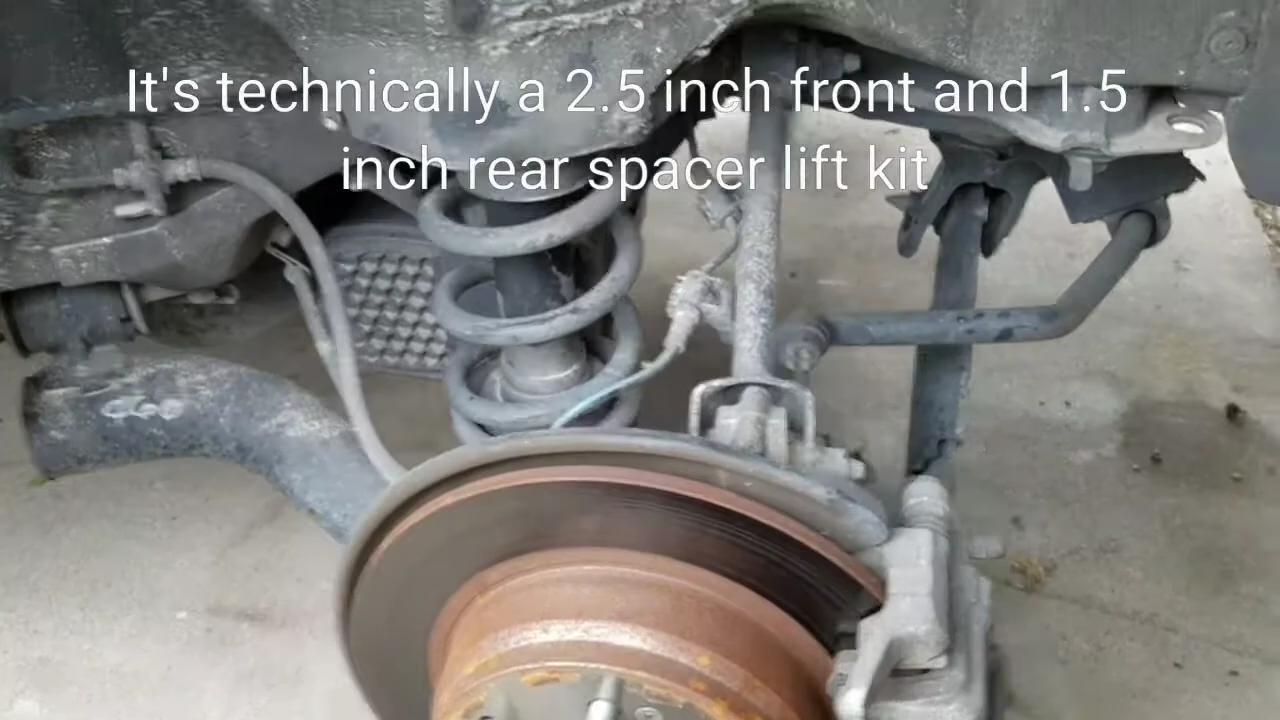 It's technically a 2.5 inch front and 1.5
inch rear spacer lift kit